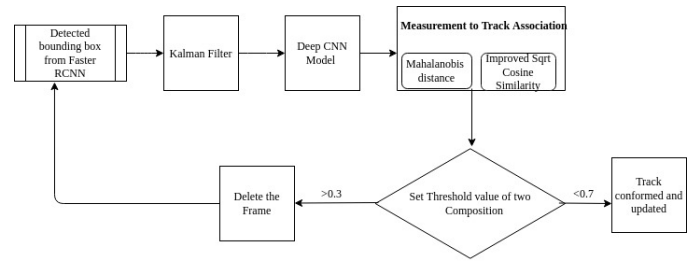 Detected
bounding box
from Faster
RCNN
Kalman Filter
Deep CNN
Model
Measurement to Track Association
Mahalanobis
distance
Improved Sqrt
Cosine
Similarity
Set Threshold value of two
Composition
>0.3
Delete the
Frame
<0.7
Track
conformed and
updated